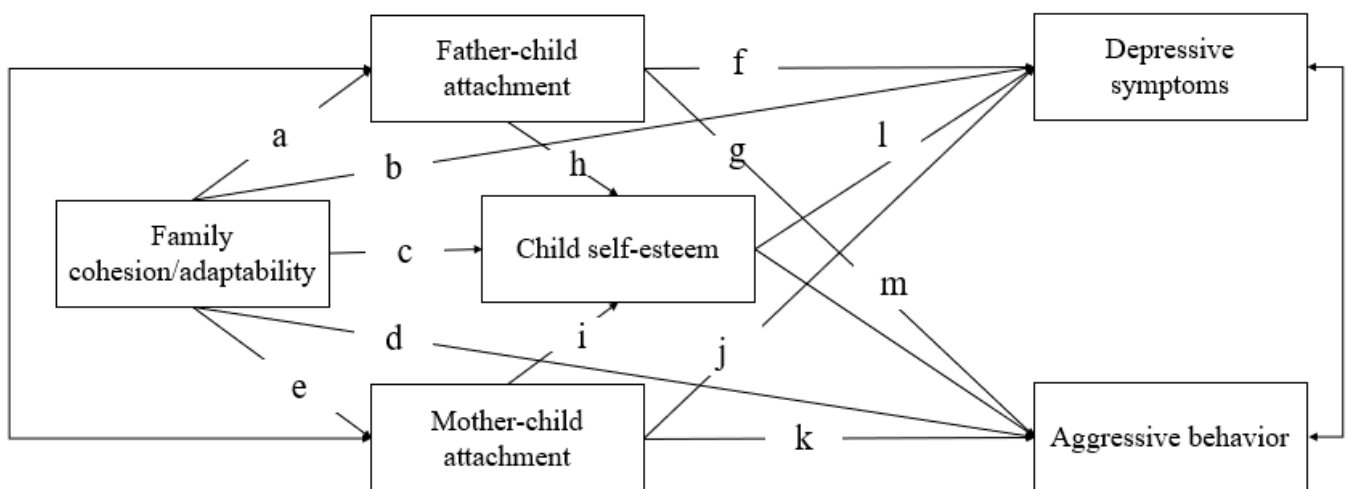 Father-child
attachment
f
Depressive
symptoms
a
b
h
g
l
Family
cohesion/adaptability
c
Child self-esteem
m
d
i
j
e
Mother-child
attachment
k
Aggressive behavior